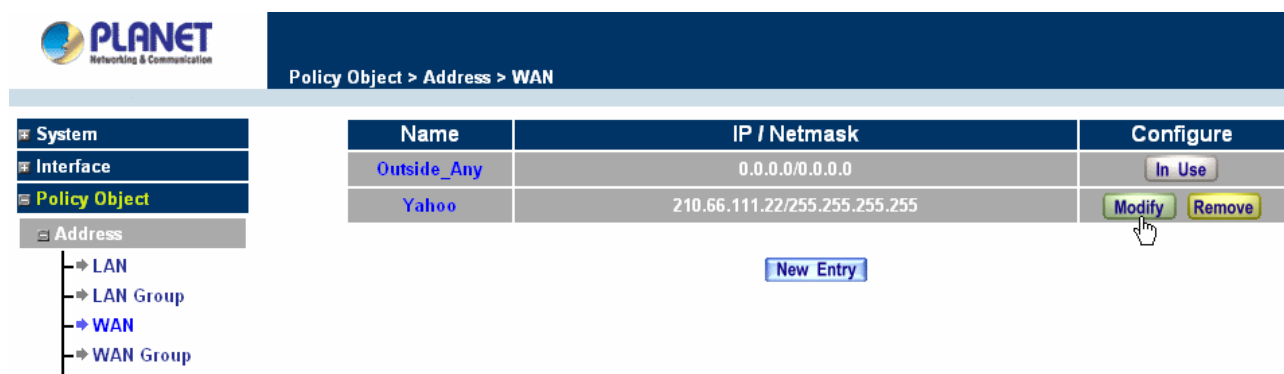 PLANET
Networking & Communication
Policy Object > Address > WAN
System
Interface
Policy Object
Address
LAN
LAN Group
WAN
WAN Group
Name IP / Netmask Configure
Outside_Any 0.0.0.0/0.0.0.0 In Use
Yahoo 210.66.111.22/255.255.255.255 Modify Remove
New Entry